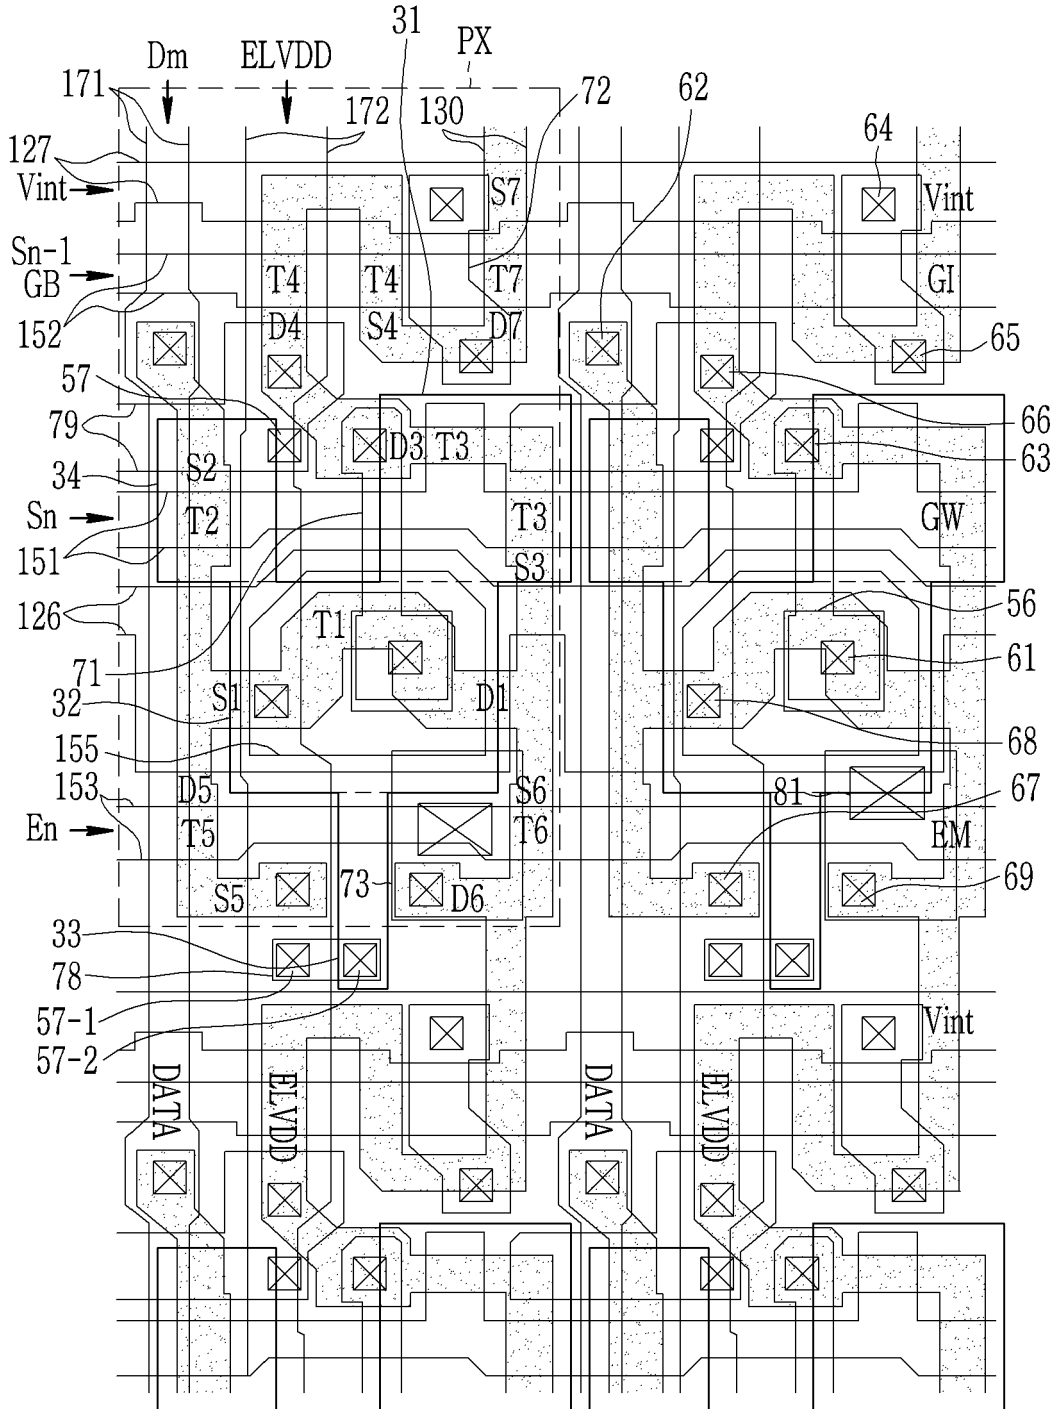 31
PX
Dm ELVDD
171 172 130 72 62
64
127
Vint S7 Vint
Sn-1
GB T4 T4 T7 GI
152 D4 S4 D7 65
57
66
79 D3 T3 63
34 S2
Sn T2 T3 GW
151 S3
126 T1 56
61
71
32 S1 D1
68
155
153 D5 S6 81 67
En T5 T6 EM
73 69
S5 D6
33
78
57-1 Vint
57-2
DATA ELVDD DATA ELVDD